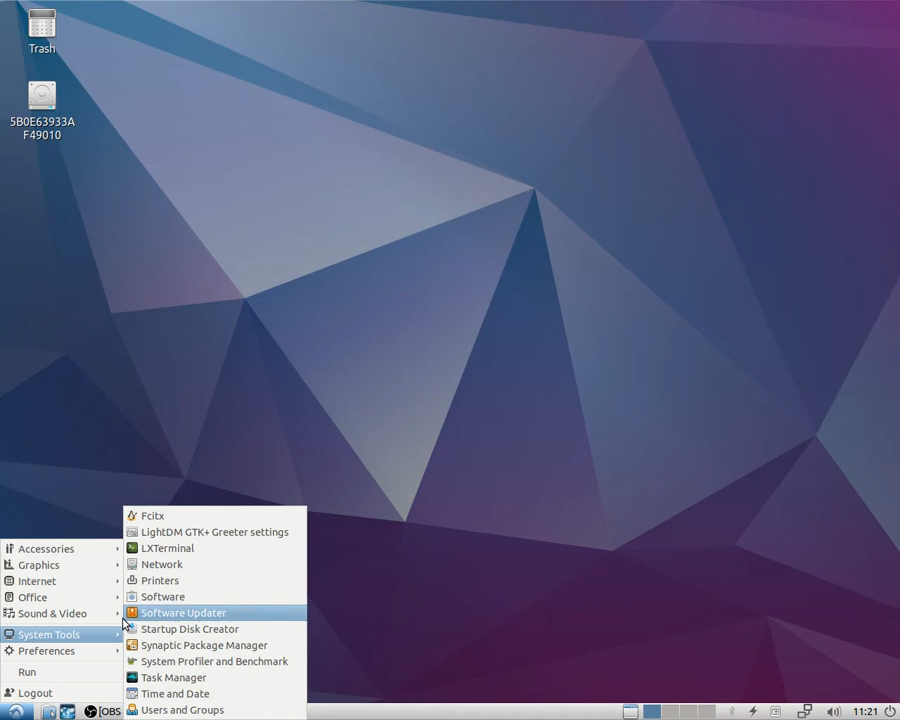 Trash
5B0E63933A
F49010
Fcitx
LightDM GTK+ Greeter settings
LXTerminal
Network
Printers
Software
Software Updater
Startup Disk Creator
Synaptic Package Manager
System Profiler and Benchmark
Task Manager
Time and Date
Users and Groups
Accessories
Graphics
Internet
Office
Sound & Video
System Tools
Preferences
Run
Logout
[OBS
11:21